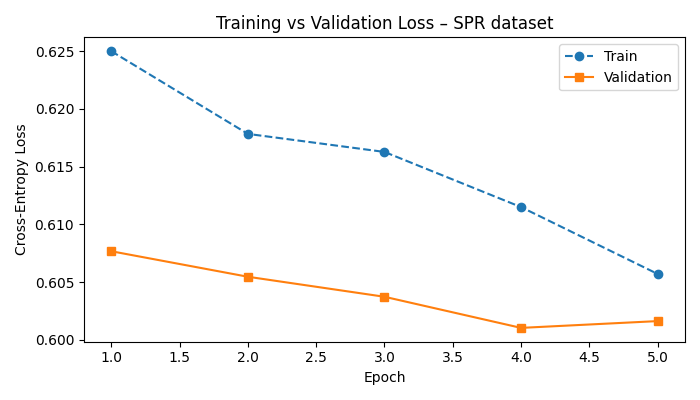 Training vs Validation Loss – SPR dataset
Train
Validation
Cross-Entropy Loss
0.625
0.620
0.615
0.610
0.605
0.600
1.0 1.5 2.0 2.5 3.0 3.5 4.0 4.5 5.0
Epoch